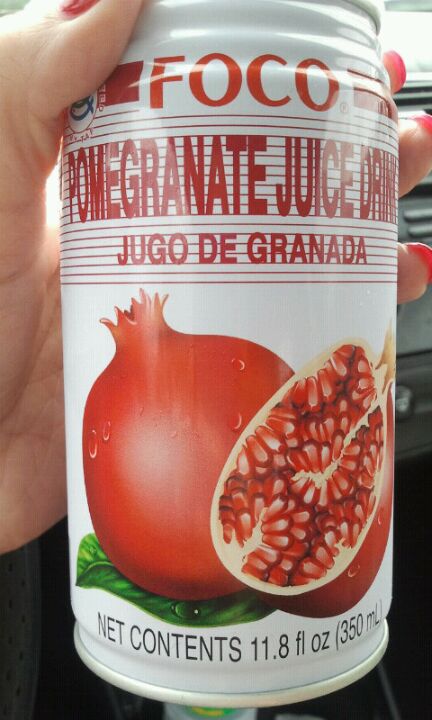 FOCO®
POMEGRANATE JUICE DRINK
JUGO DE GRANADA
NET CONTENTS 11.8 fl oz (350 mL)